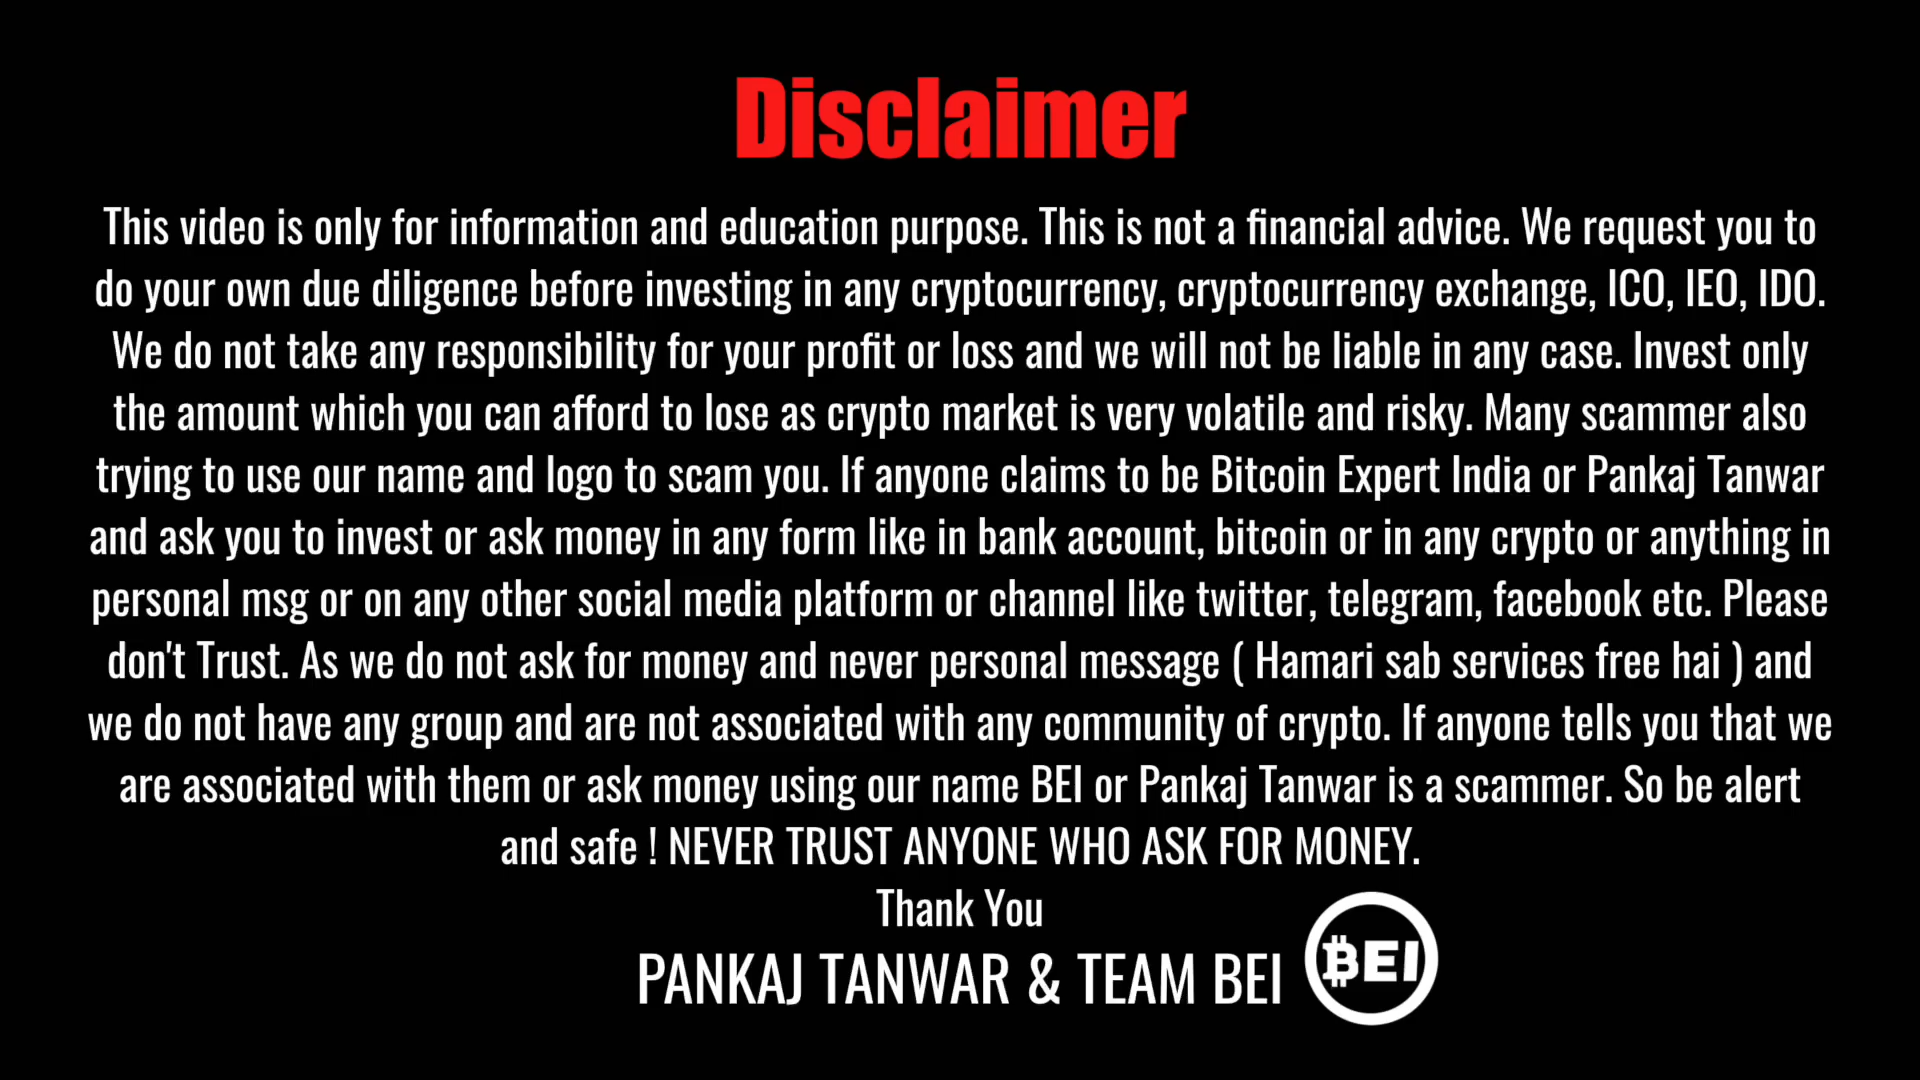 Disclaimer
This video is only for information and education purpose. This is not a financial advice. We request you to
do your own due diligence before investing in any cryptocurrency, cryptocurrency exchange, ICO, IEO, IDO.
We do not take any responsibility for your profit or loss and we will not be liable in any case. Invest only
the amount which you can afford to lose as crypto market is very volatile and risky. Many scammer also
trying to use our name and logo to scam you. If anyone claims to be Bitcoin Expert India or Pankaj Tanwar
and ask you to invest or ask money in any form like in bank account, bitcoin or in any crypto or anything in
personal msg or on any other social media platform or channel like twitter, telegram, facebook etc. Please
don't Trust. As we do not ask for money and never personal message ( Hamari sab services free hai ) and
we do not have any group and are not associated with any community of crypto. If anyone tells you that we
are associated with them or ask money using our name BEI or Pankaj Tanwar is a scammer. So be alert
and safe ! NEVER TRUST ANYONE WHO ASK FOR MONEY.
Thank You
PANKAJ TANWAR & TEAM BEI
BEI